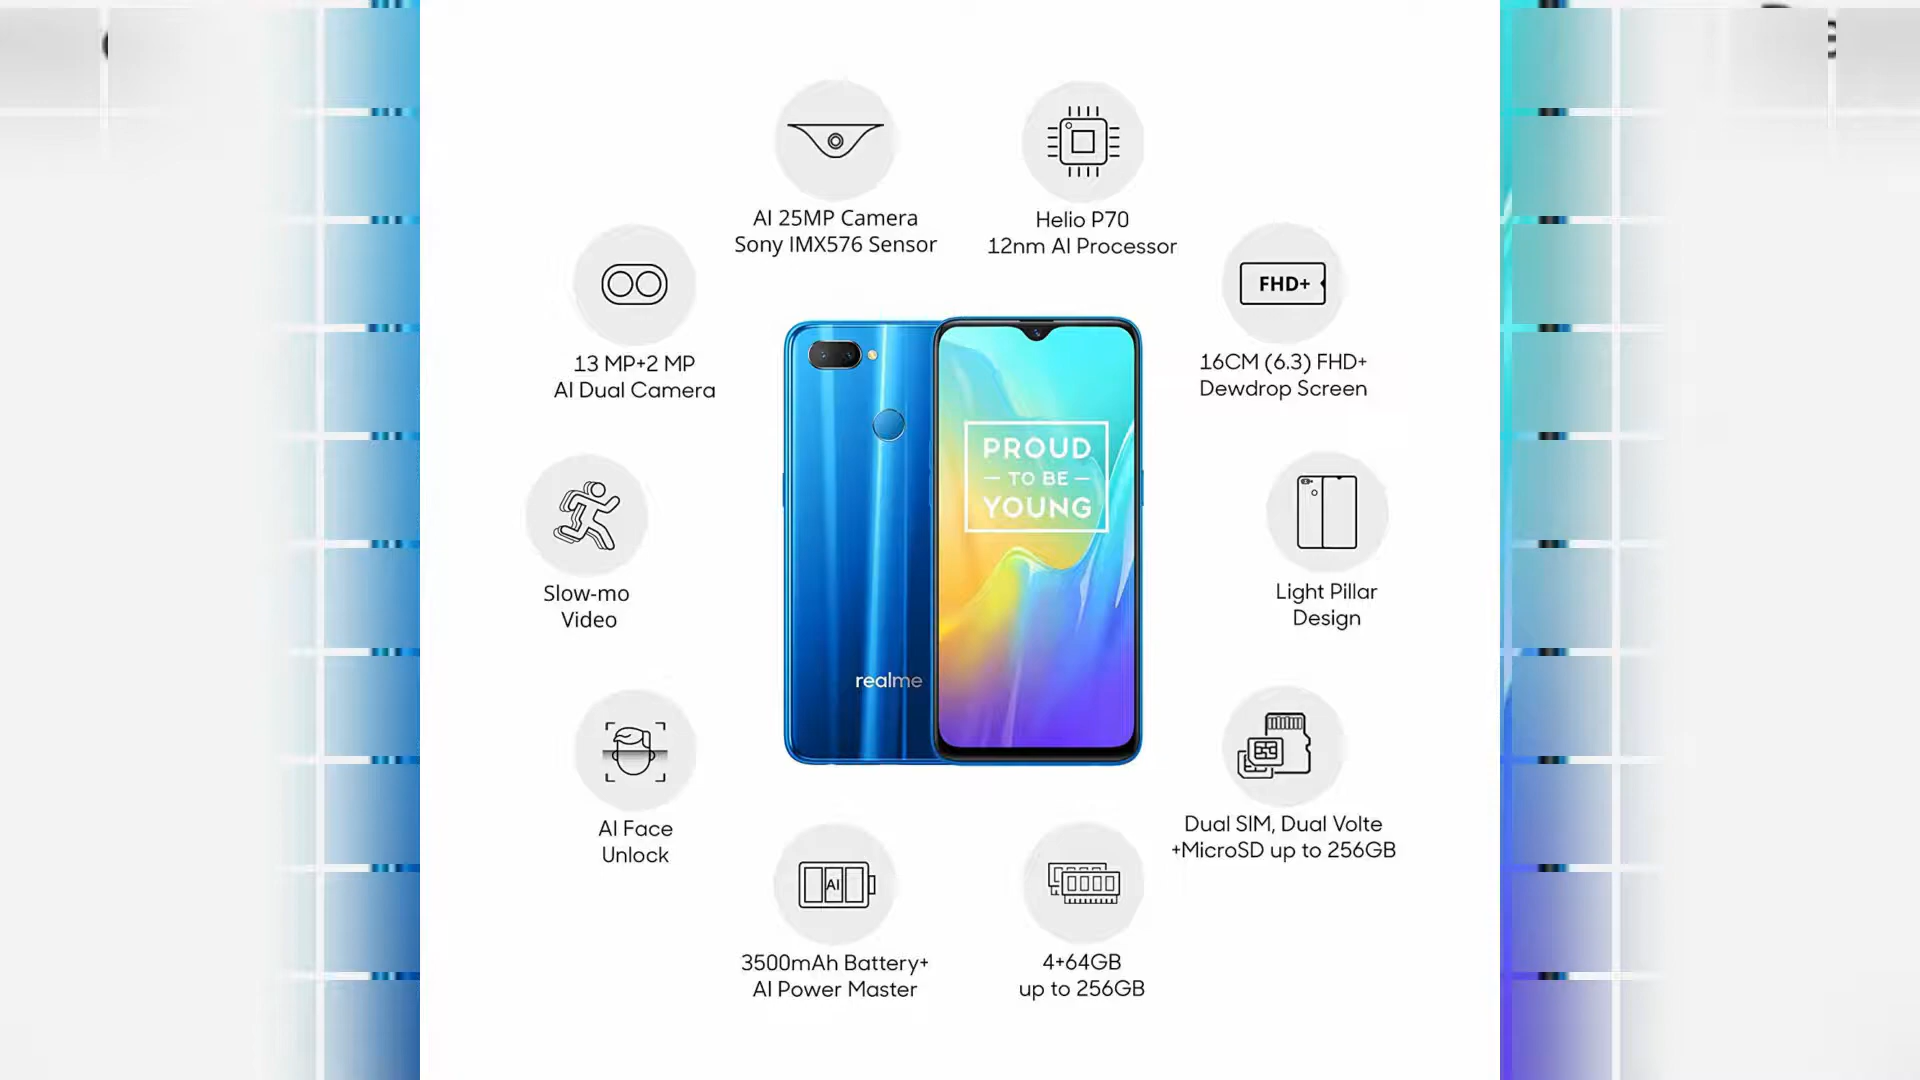 AI 25MP Camera
Sony IMX576 Sensor
Helio P70
12nm AI Processor
FHD+
13 MP+2 MP
AI Dual Camera
16CM (6.3) FHD+
Dewdrop Screen
PROUD
— TO BE —
YOUNG
Slow-mo
Video
Light Pillar
Design
realme
AI Face
Unlock
Dual SIM, Dual Volte
+MicroSD up to 256GB
AI
3500mAh Battery+
AI Power Master
4+64GB
up to 256GB